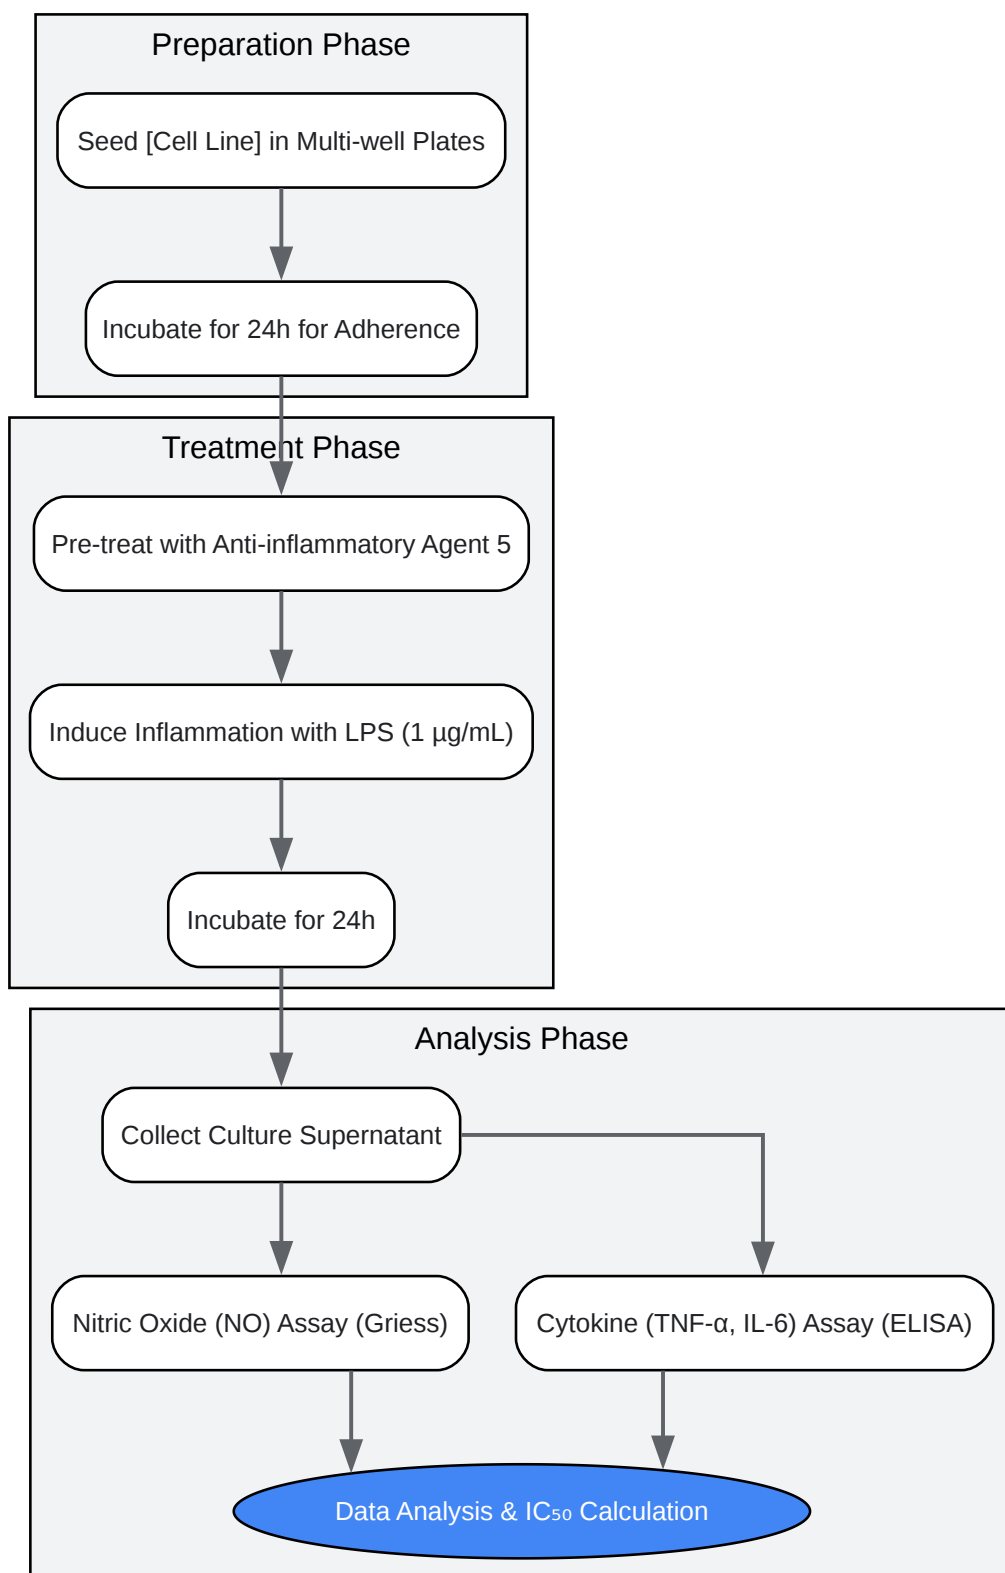 Preparation Phase
Seed [Cell Line] in Multi-well Plates
Incubate for 24h for Adherence
Treatment Phase
Pre-treat with Anti-inflammatory Agent 5
Induce Inflammation with LPS (1 µg/mL)
Incubate for 24h
Analysis Phase
Collect Culture Supernatant
Nitric Oxide (NO) Assay (Griess)
Cytokine (TNF-α, IL-6) Assay (ELISA)
Data Analysis & IC₅₀ Calculation